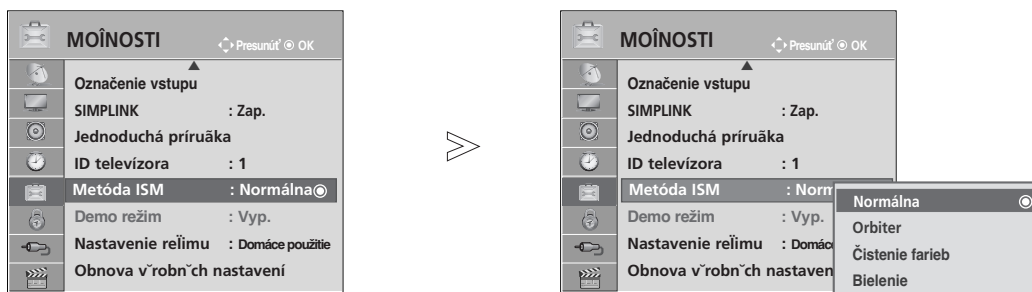 MOÎNOSTI
Presunúť OK
Označenie vstupu
SIMPLINK : Zap.
Jednoduchá príruãka
ID televízora : 1
Metóda ISM : Normálna
Demo režim : Vyp.
Nastavenie reÏimu : Domáce použitie
Obnova v˘robn˘ch nastavení
MOÎNOSTI
Presunúť OK
Označenie vstupu
SIMPLINK : Zap.
Jednoduchá príruãka
ID televízora : 1
Metóda ISM : Norm
Demo režim : Vyp.
Nastavenie reÏimu : Domác
Obnova v˘robn˘ch nastaven
Normálna
Orbiter
Čistenie farieb
Bielenie